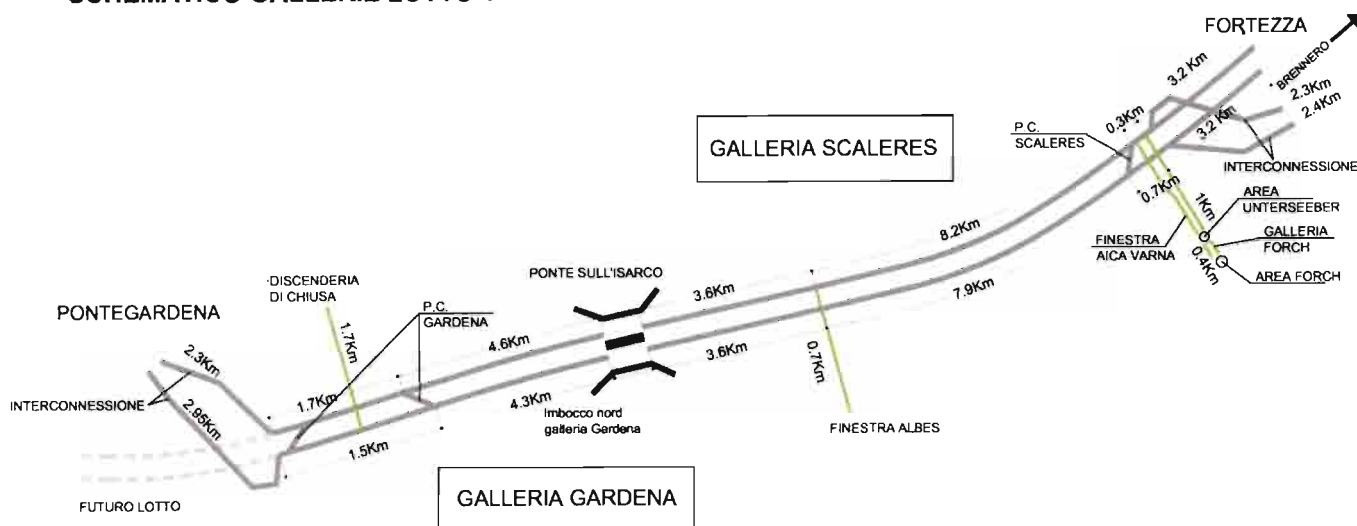 FORTEZZA
BRENNERO
3.2 Km
2.3Km
2.4Km
0.3Km
3.2 Km
P.C.
SCALERES
GALLERIA SCALERES
INTERCONNESSIONE
0.7Km
1Km
AREA
UNTERSEEBER
GALLERIA
FORCH
FINESTRA
AICA VARNA
0.4Km
AREA FORCH
8.2Km
7.9Km
DISCENDERIA
DI CHIUSA
PONTE SULL'ISARCO
3.6Km
PONTEGARDENA
P.C.
GARDENA
1.7Km
4.6Km
3.6Km
0.7Km
2.3Km
INTERCONNESSIONE
1.7Km
4.3Km
2.95Km
Imbocco nord
galleria Gardena
FINESTRA ALBES
1.5Km
FUTURO LOTTO
GALLERIA GARDENA